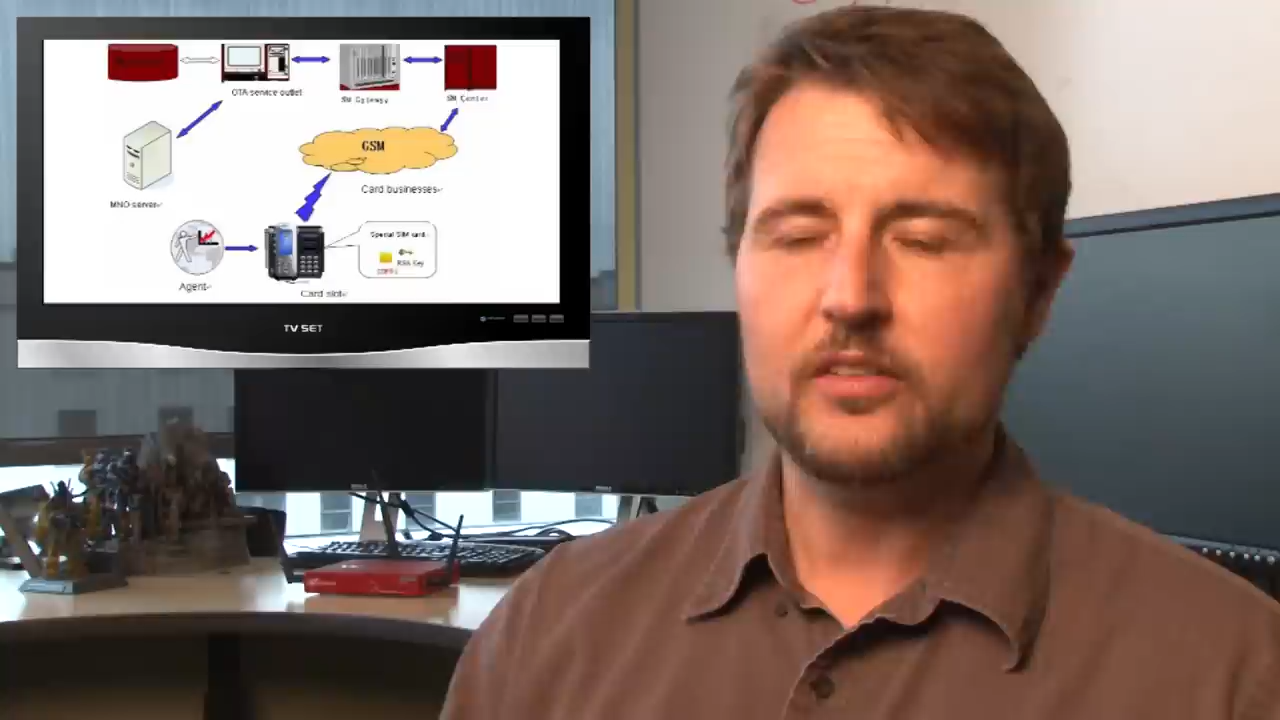 OTA service outlet
SM Gateway
SM Center
GSM
Card businesses
MNO server
Special SIM card
RSA Key
Agent
Card slot
TV SET